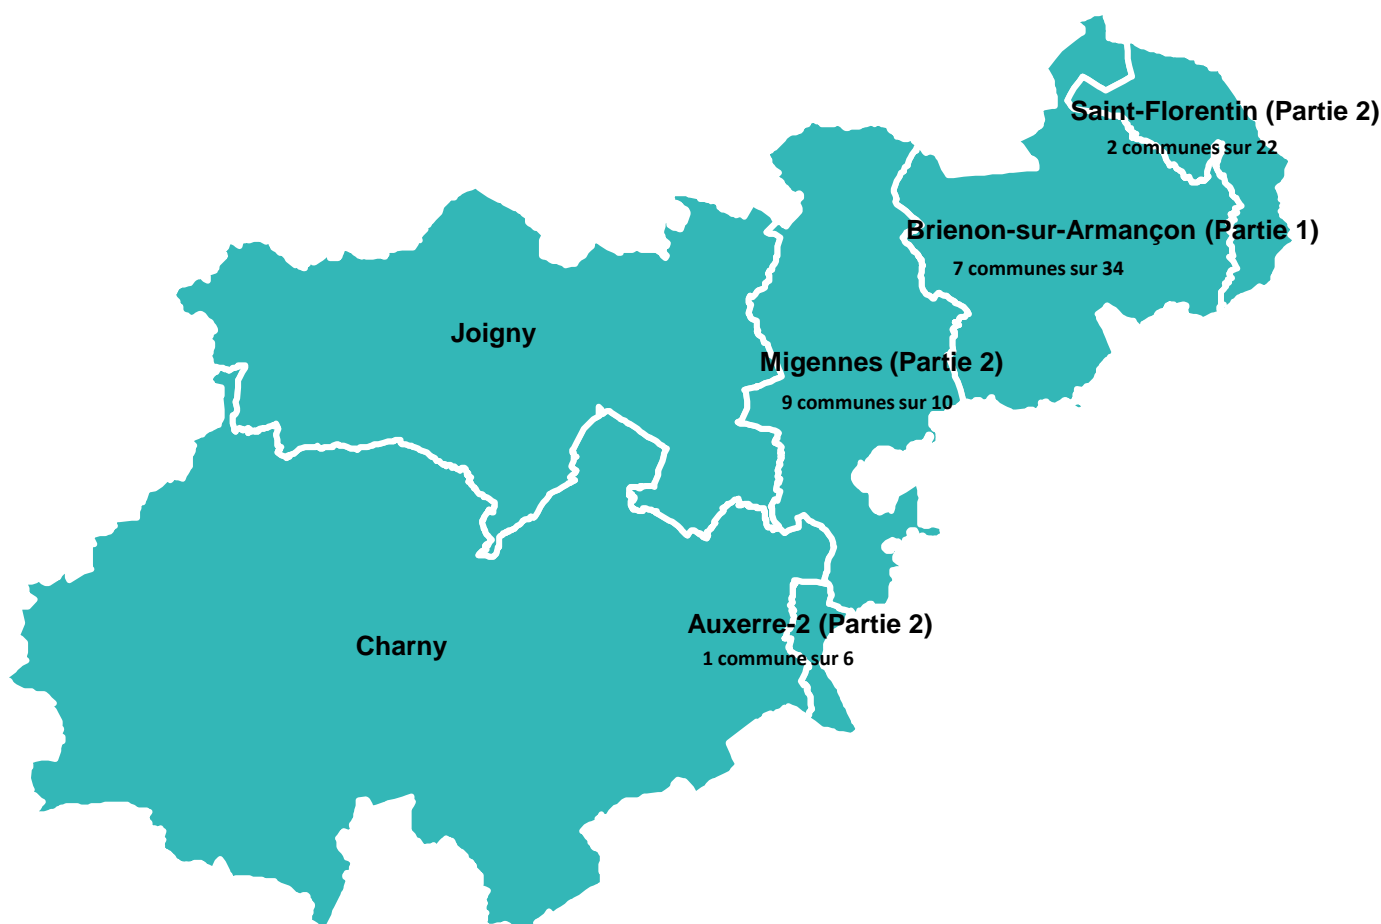 Saint-Florentin (Partie 2)
2 communes sur 22
Brienon-sur-Armançon (Partie 1)
7 communes sur 34
Joigny
Migennes (Partie 2)
9 communes sur 10
Auxerre-2 (Partie 2)
1 commune sur 6
Charny